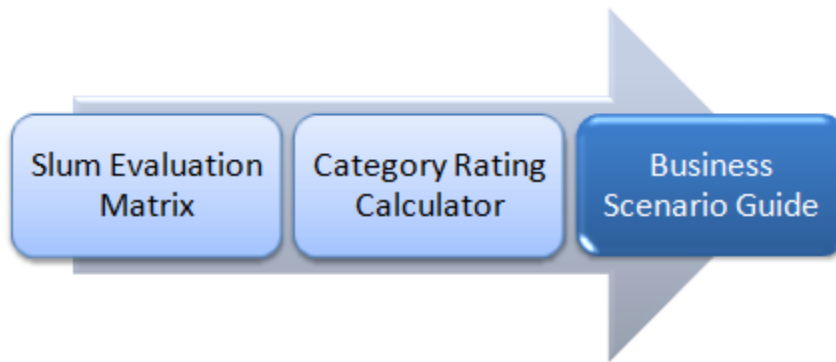 Slum Evaluation
Matrix
Category Rating
Calculator
Business
Scenario Guide